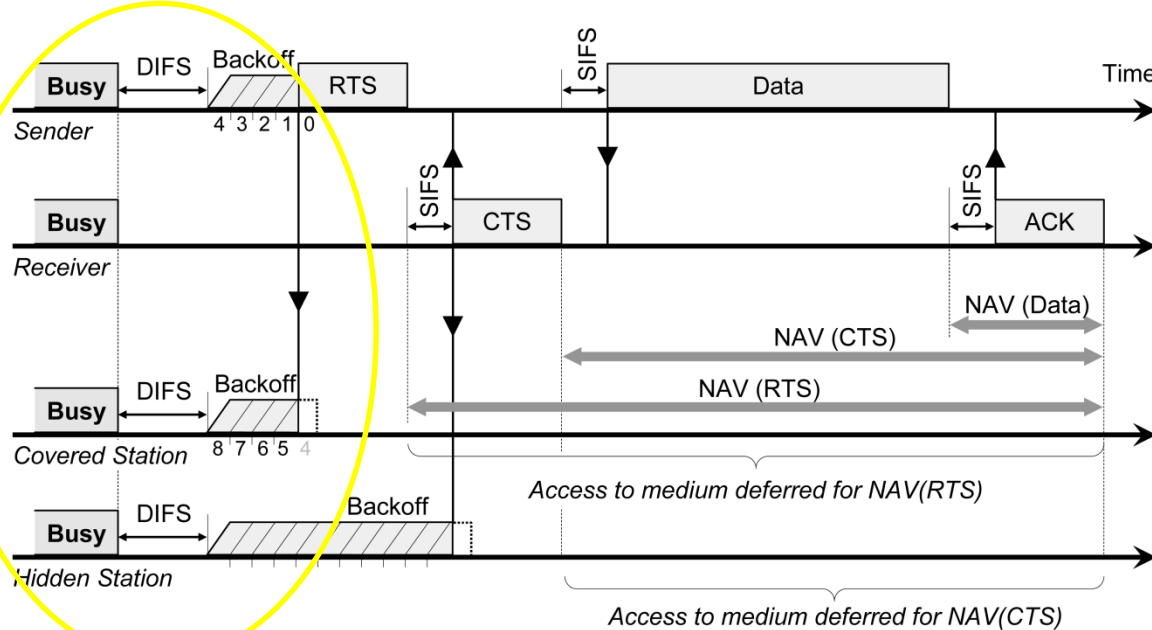 Busy DIFS Backoff RTS SIFS Data Time
4 3 2 1 0
Sender
Busy SIFS CTS SIFS ACK
Receiver
NAV (Data)
NAV (CTS)
NAV (RTS)
Busy DIFS Backoff
8 7 6 5 4
Covered Station
Access to medium deferred for NAV(RTS)
Busy DIFS Backoff
Hidden Station
Access to medium deferred for NAV(CTS)